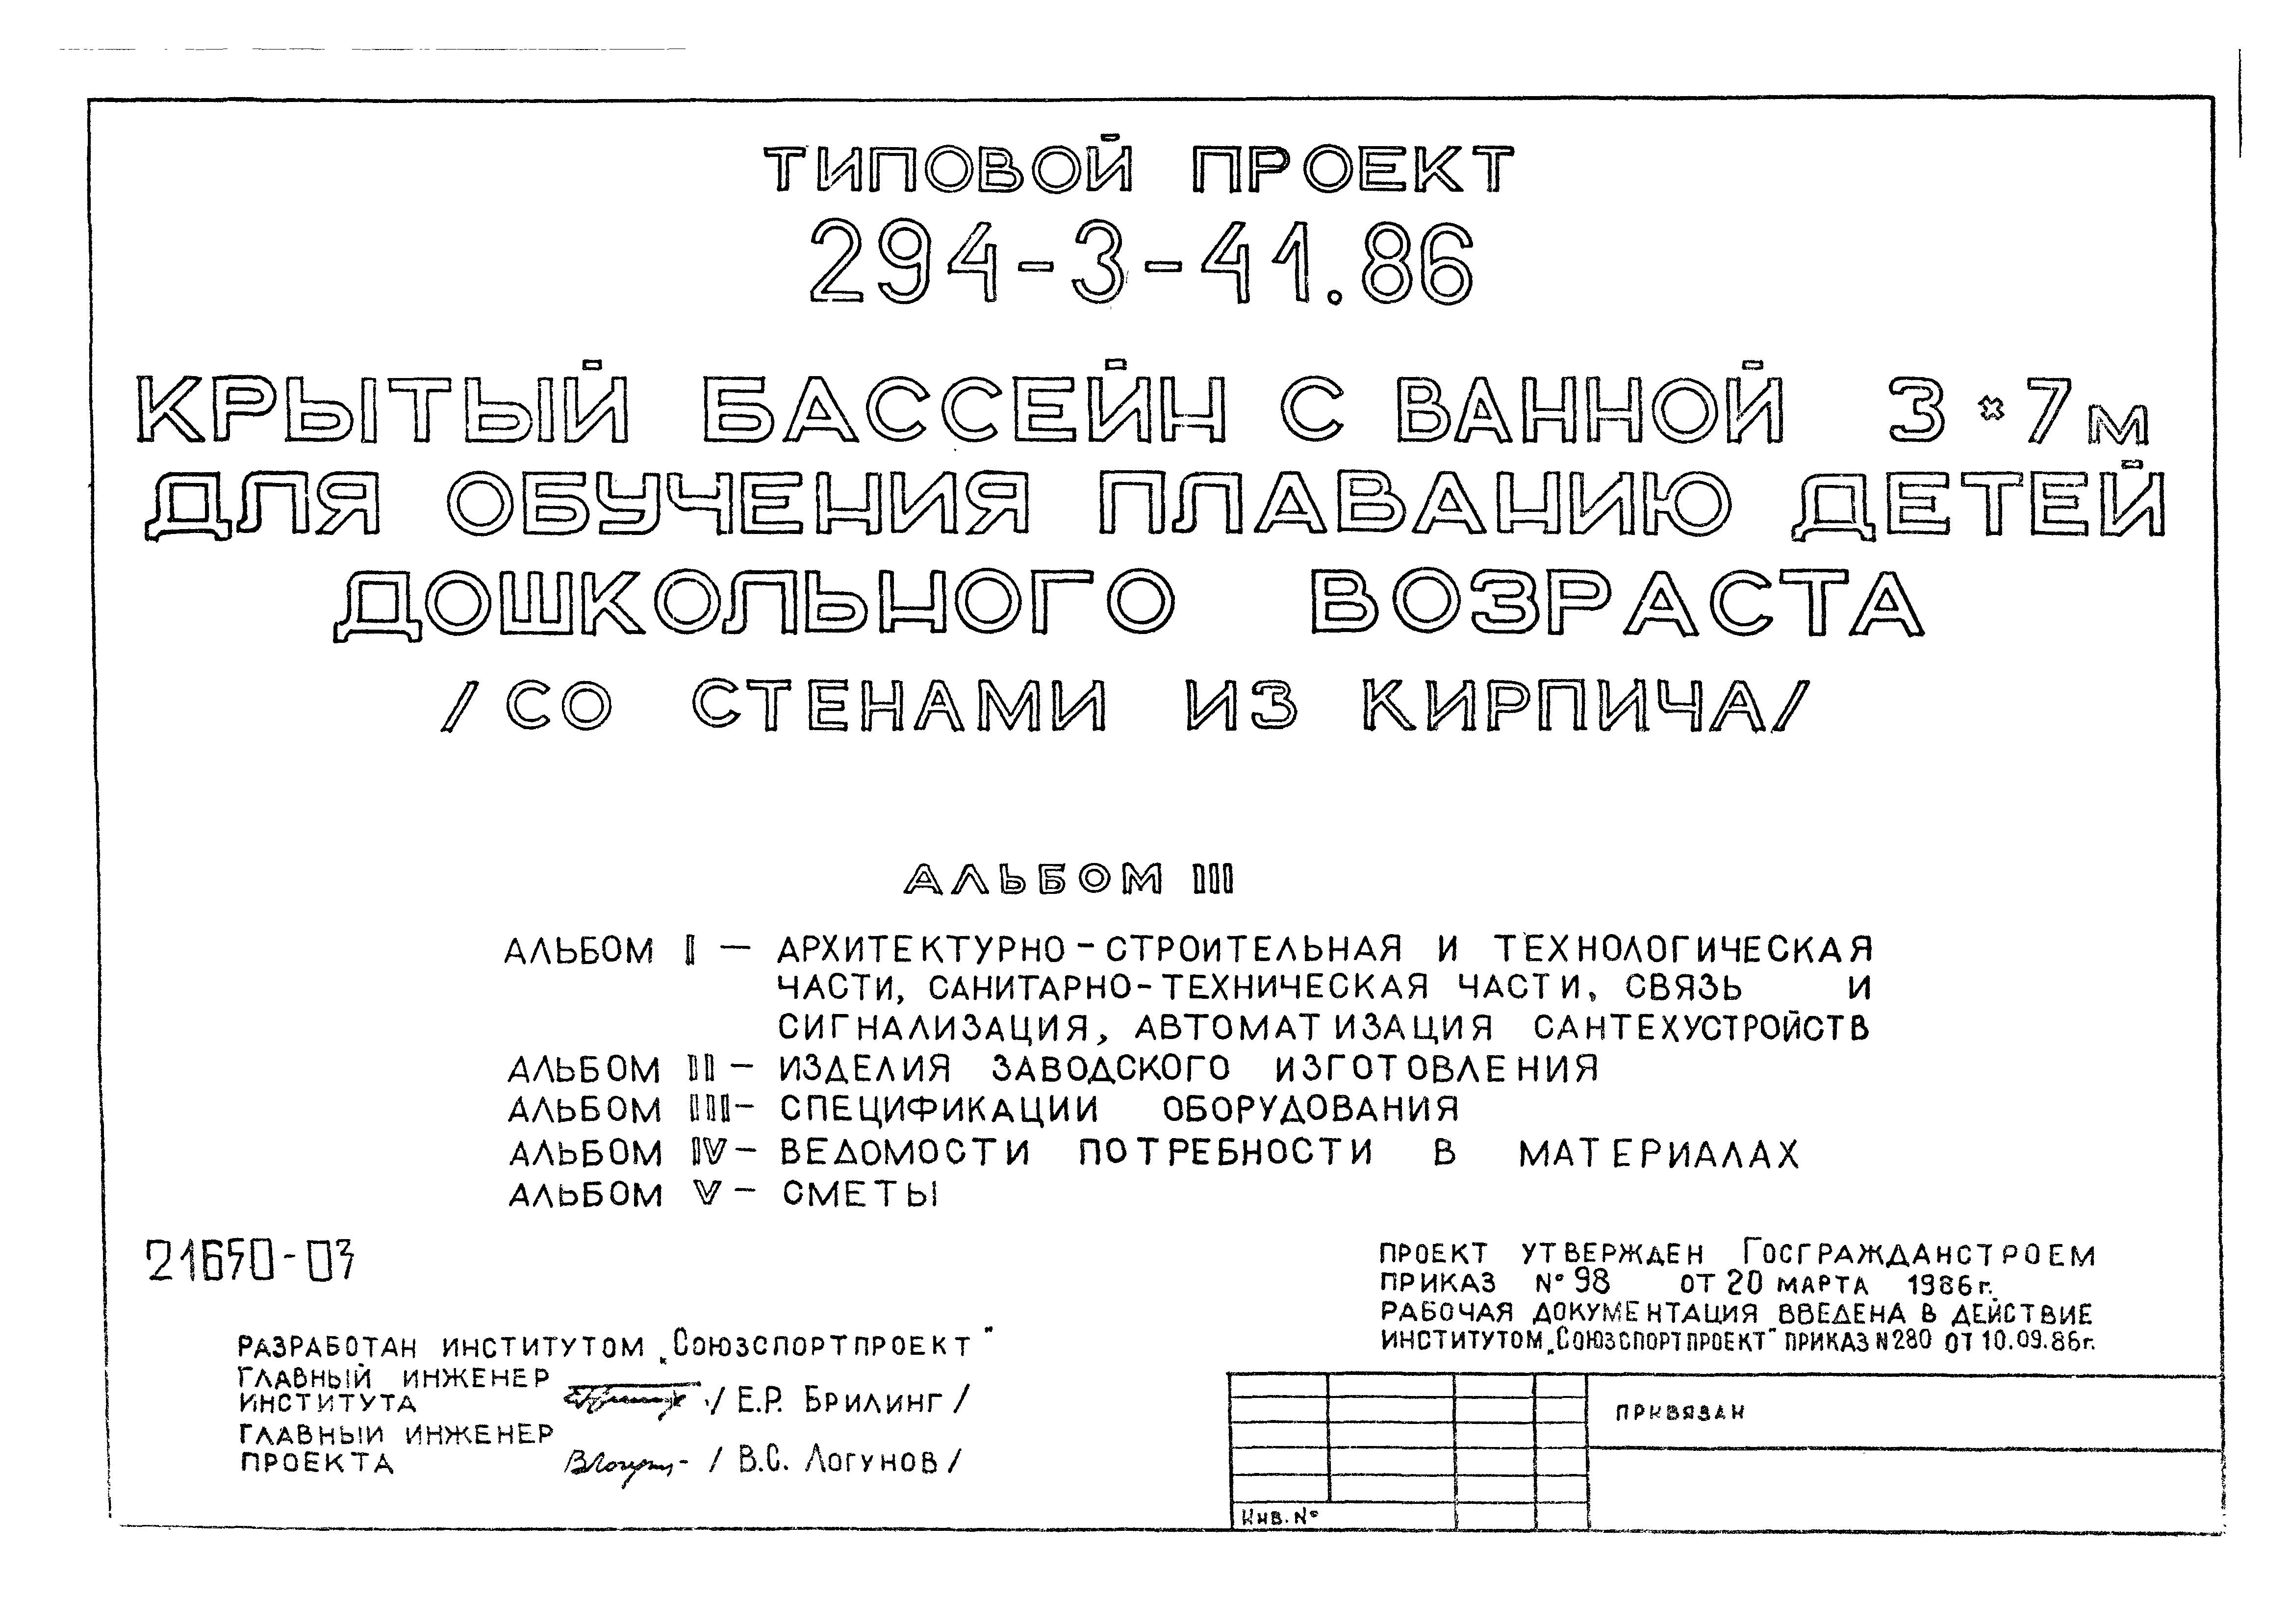 ТИПОВОЙ ПРОЕКТ
294-3-41.86
КРЫТЫЙ БАССЕЙН С ВАННОЙ 3×7м
ДЛЯ ОБУЧЕНИЯ ПЛАВАНИЮ ДЕТЕЙ
ДОШКОЛЬНОГО ВОЗРАСТА
/СО СТЕНАМИ ИЗ КИРПИЧА/
АЛЬБОМ III
АЛЬБОМ I — АРХИТЕКТУРНО-СТРОИТЕЛЬНАЯ И ТЕХНОЛОГИЧЕСКАЯ
ЧАСТИ, САНИТАРНО-ТЕХНИЧЕСКАЯ ЧАСТИ, СВЯЗЬ И
СИГНАЛИЗАЦИЯ, АВТОМАТИЗАЦИЯ САНТЕХУСТРОЙСТВ
АЛЬБОМ II — ИЗДЕЛИЯ ЗАВОДСКОГО ИЗГОТОВЛЕНИЯ
АЛЬБОМ III — СПЕЦИФИКАЦИИ ОБОРУДОВАНИЯ
АЛЬБОМ IV — ВЕДОМОСТИ ПОТРЕБНОСТИ В МАТЕРИАЛАХ
АЛЬБОМ V — СМЕТЫ
21650-03
ПРОЕКТ УТВЕРЖДЕН ГОСГРАЖДАНСТРОЕМ
ПРИКАЗ №98 ОТ 20 МАРТА 1986г.
РАБОЧАЯ ДОКУМЕНТАЦИЯ ВВЕДЕНА В ДЕЙСТВИЕ
ИНСТИТУТОМ „СОЮЗСПОРТПРОЕКТ" ПРИКАЗ N280 ОТ 10.09.86г.
РАЗРАБОТАН ИНСТИТУТОМ „СОЮЗСПОРТПРОЕКТ"
ГЛАВНЫЙ ИНЖЕНЕР
ИНСТИТУТА / Е.Р. БРИЛИНГ /
ГЛАВНЫЙ ИНЖЕНЕР
ПРОЕКТА / В.С. ЛОГУНОВ /
ПРИВЯЗАН
Инв. №